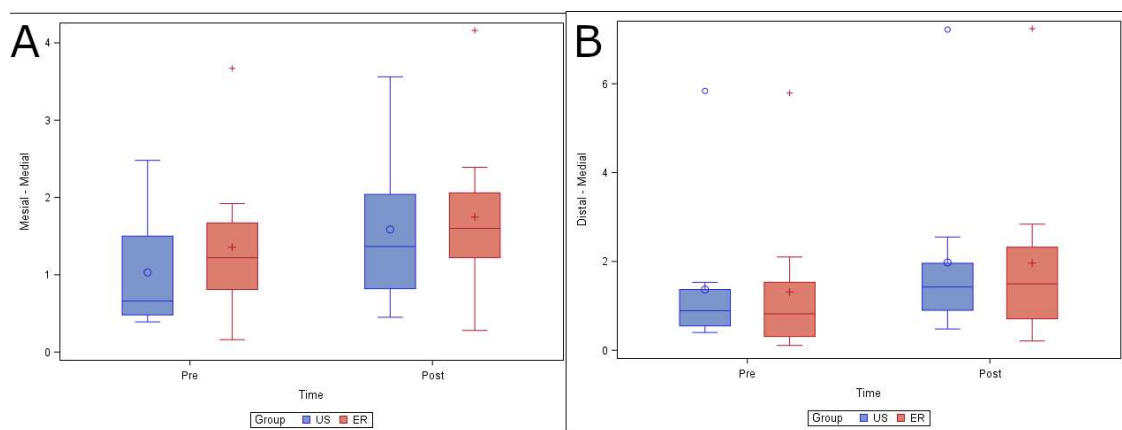 A
Mesial - Medial
4
3
2
1
0
Pre
Post
Time
Group US ER
B
Distal - Medial
6
4
2
0
Pre
Post
Time
Group US ER